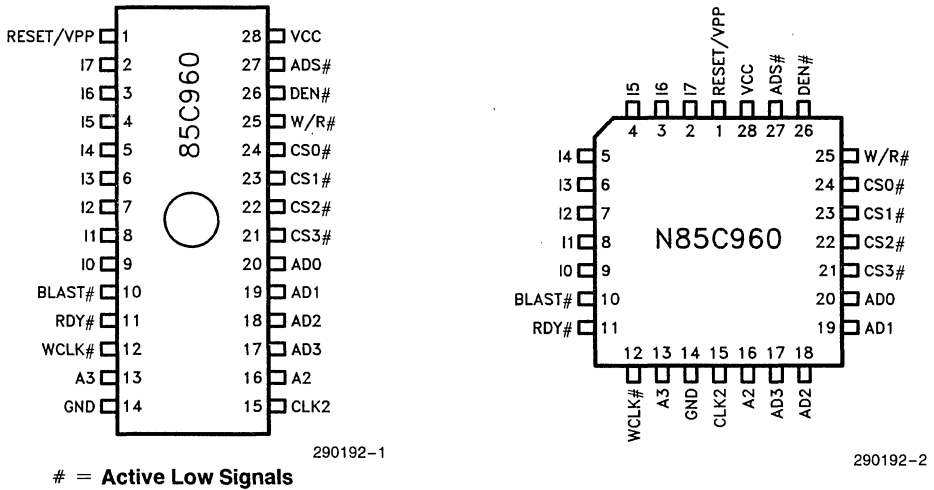 RESET/VPP 1 28 VCC
I7 2 27 ADS#
I6 3 26 DEN#
I5 4 25 W/R#
I4 5 24 CS0#
I3 6 23 CS1#
I2 7 22 CS2#
I1 8 21 CS3#
I0 9 20 AD0
BLAST# 10 19 AD1
RDY# 11 18 AD2
WCLK# 12 17 AD3
A3 13 16 A2
GND 14 15 CLK2
85C960
290192-1
# = Active Low Signals
I5 I6 I7 RESET/VPP VCC ADS# DEN#
4 3 2 1 28 27 26
I4 5 25 W/R#
I3 6 24 CS0#
I2 7 23 CS1#
I1 8 22 CS2#
I0 9 21 CS3#
BLAST# 10 20 AD0
RDY# 11 19 AD1
N85C960
12 13 14 15 16 17 18
WCLK# A3 GND CLK2 A2 AD3 AD2
290192-2